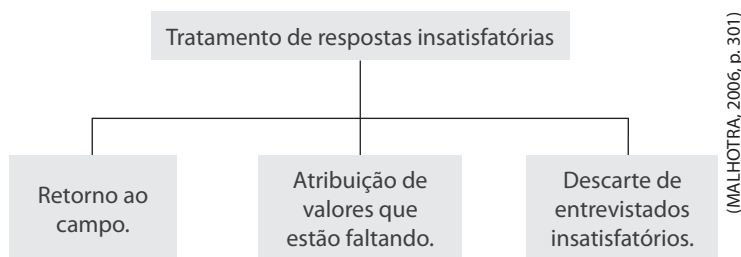 Tratamento de respostas insatisfatórias
Retorno ao
campo.
Atribuição de
valores que
estão faltando.
Descarte de
entrevistados
insatisfatórios.
(MALHOTRA, 2006, p. 301)